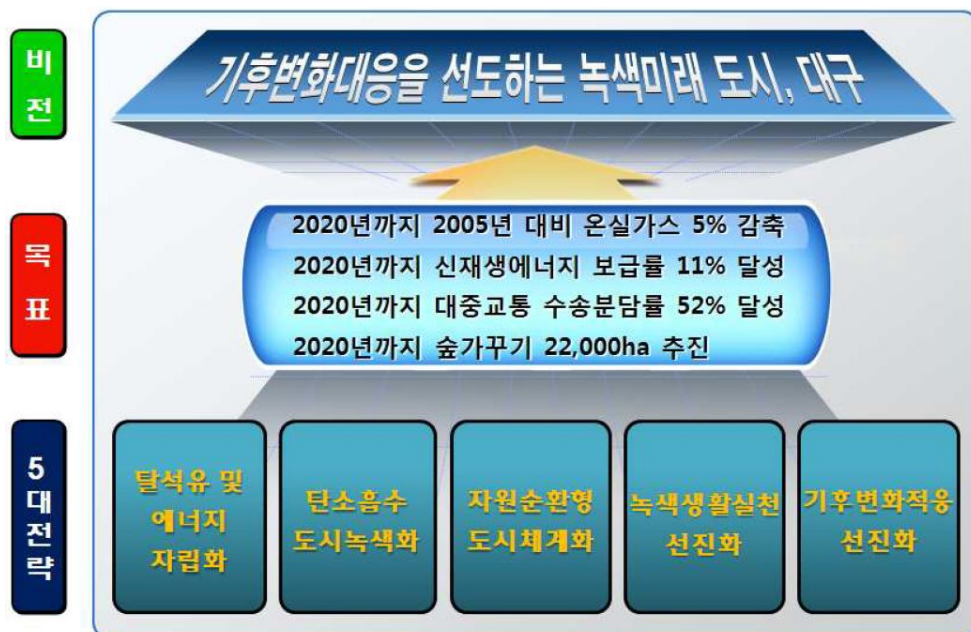 비전
기후변화대응을 선도하는 녹색미래 도시, 대구
목표
2020년까지 2005년 대비 온실가스 5% 감축
2020년까지 신재생에너지 보급률 11% 달성
2020년까지 대중교통 수송분담률 52% 달성
2020년까지 숲가꾸기 22,000ha 추진
5대전략
탈석유 및
에너지
자립화
탄소흡수
도시녹색화
자원순환형
도시체계화
녹색생활실천
선진화
기후변화적응
선진화